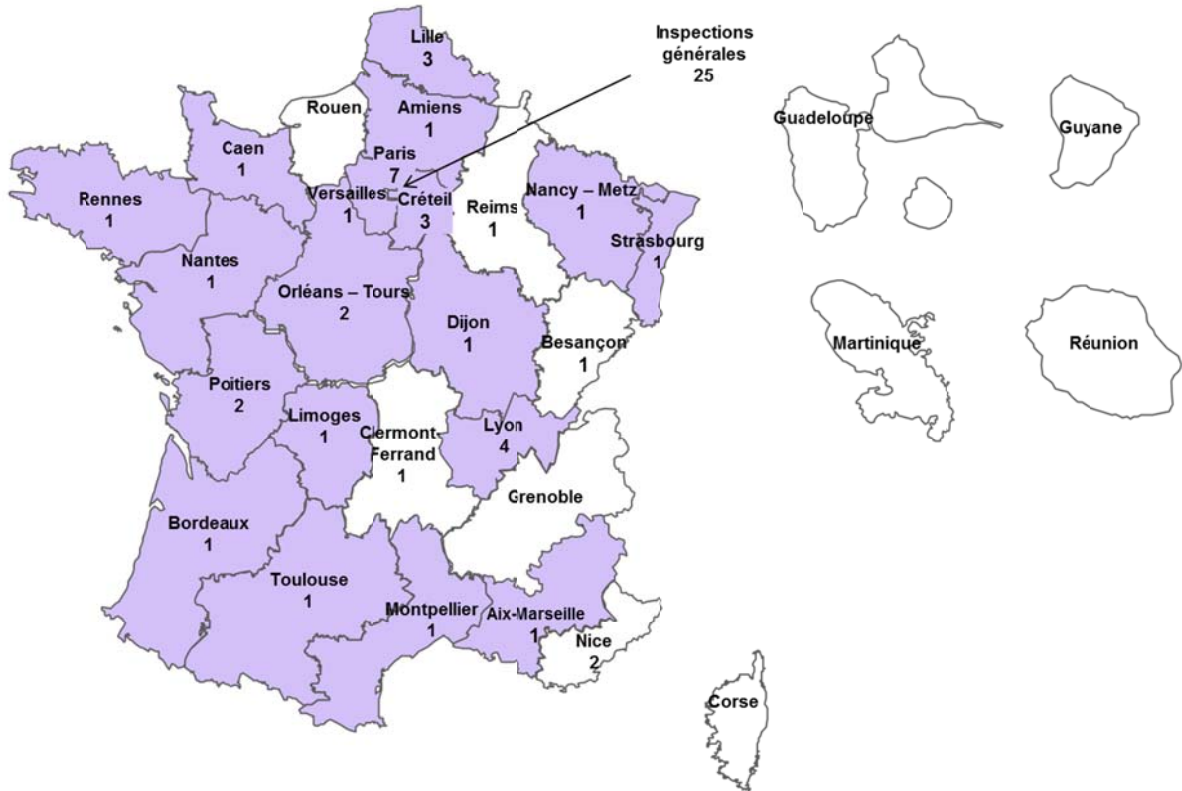 Lille
3
Inspections
générales
25
Rouen
Amiens
1
Guadeloupe
Guyane
Caen
1
Paris
7
Rennes
1
Versailles
1
Créteil
3
Reims
1
Nancy – Metz
1
Strasbourg
1
Nantes
1
Orléans – Tours
2
Dijon
1
Besançon
1
Martinique
Réunion
Poitiers
2
Limoges
1
Clermont-
Ferrand
1
Lyon
4
Grenoble
Bordeaux
1
Toulouse
1
Montpellier
1
Aix-Marseille
1
Nice
2
Corse